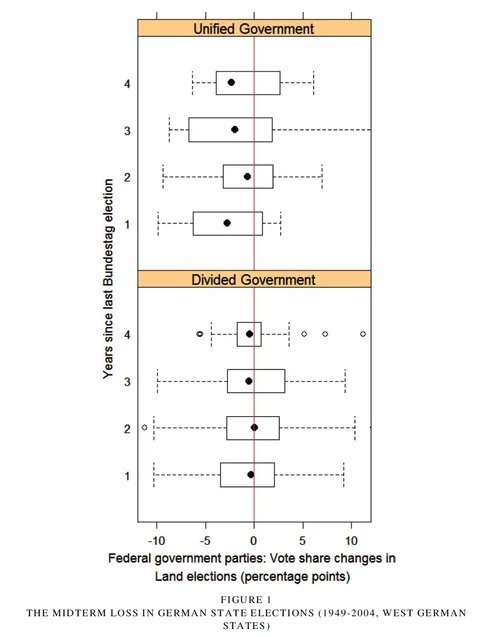 Unified Government
4
3
2
1
Years since last Bundestag election
Divided Government
4
3
2
1
-10 -5 0 5 10
Federal government parties: Vote share changes in
Land elections (percentage points)
FIGURE 1
THE MIDTERM LOSS IN GERMAN STATE ELECTIONS (1949-2004, WEST GERMAN
STATES)